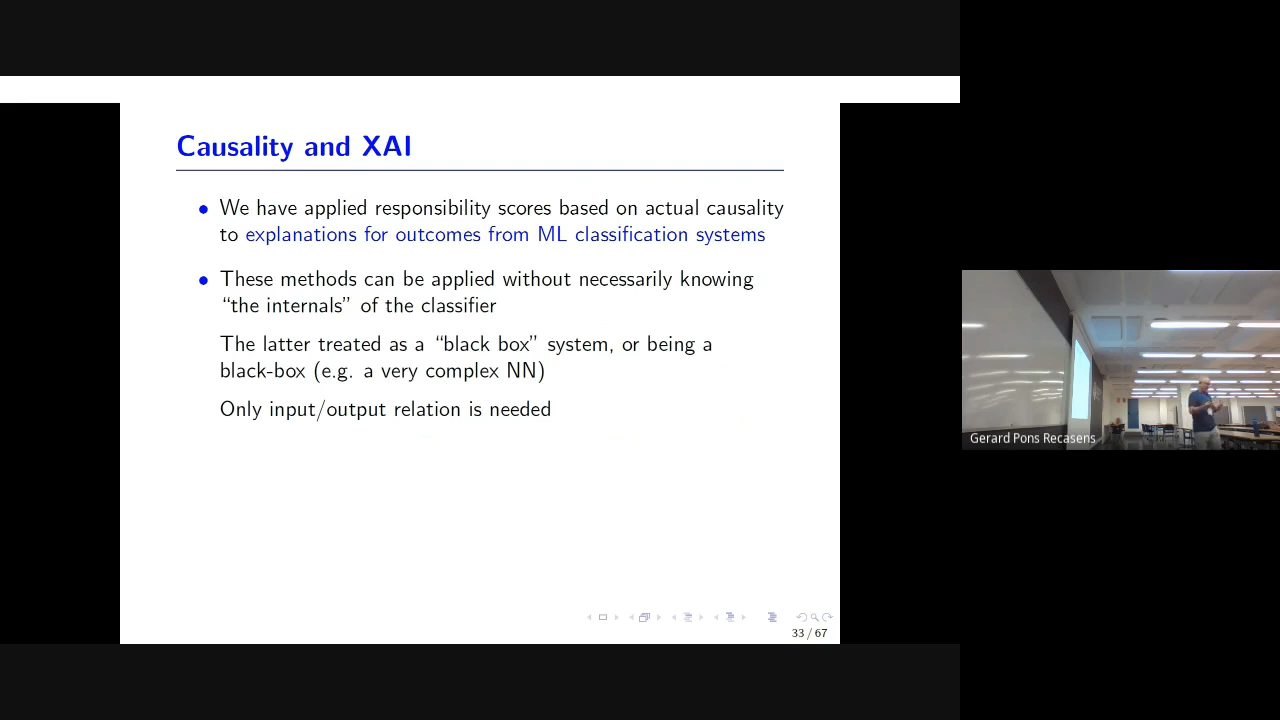 Causality and XAI
• We have applied responsibility scores based on actual causality
to explanations for outcomes from ML classification systems
• These methods can be applied without necessarily knowing
“the internals” of the classifier
The latter treated as a “black box” system, or being a
black-box (e.g. a very complex NN)
Only input/output relation is needed
33 / 67
Gerard Pons Recasens